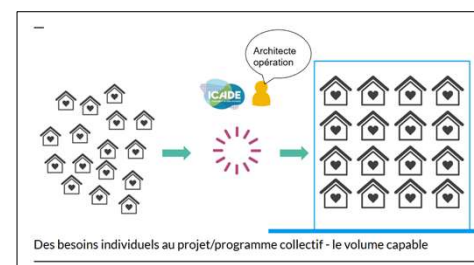 Architecte
opération
ICADE
Des besoins individuels au projet/programme collectif - le volume capable